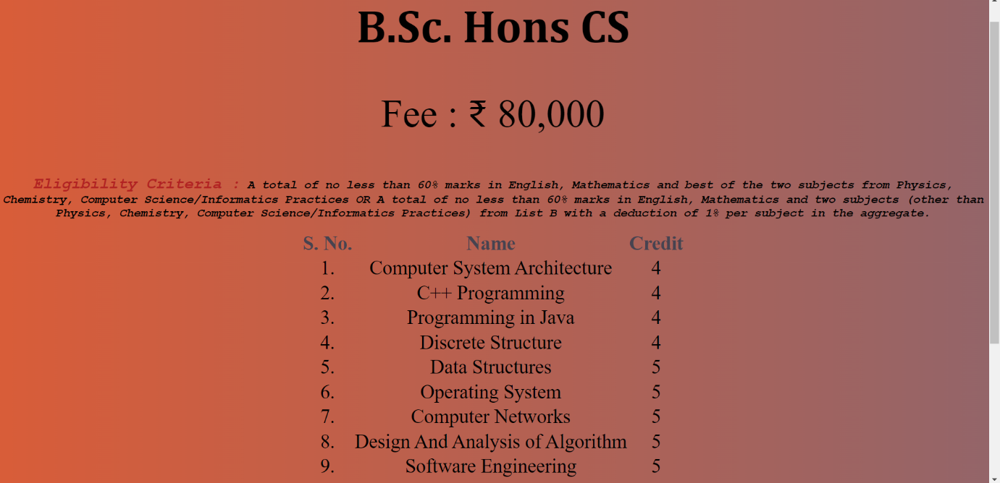 B.Sc. Hons CS
Fee : ₹ 80,000
Eligibility Criteria : A total of no less than 60% marks in English, Mathematics and best of the two subjects from Physics,
Chemistry, Computer Science/Informatics Practices OR A total of no less than 60% marks in English, Mathematics and two subjects (other than
Physics, Chemistry, Computer Science/Informatics Practices) from List B with a deduction of 1% per subject in the aggregate.
S. No. Name Credit
1. Computer System Architecture 4
2. C++ Programming 4
3. Programming in Java 4
4. Discrete Structure 4
5. Data Structures 5
6. Operating System 5
7. Computer Networks 5
8. Design And Analysis of Algorithm 5
9. Software Engineering 5